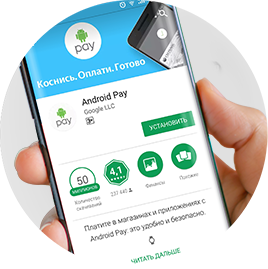 pay
Коснись. Оплати. Готово
pay
Android Pay
Google LLC
УСТАНОВИТЬ
50
МИЛЛИОНОВ
4,1
237 440
Количество
скачиваний
Финансы
Похожие
Платите в магазинах и приложениях с
Android Pay: это удобно и безопасно.
ЧИТАТЬ ДАЛЬШЕ